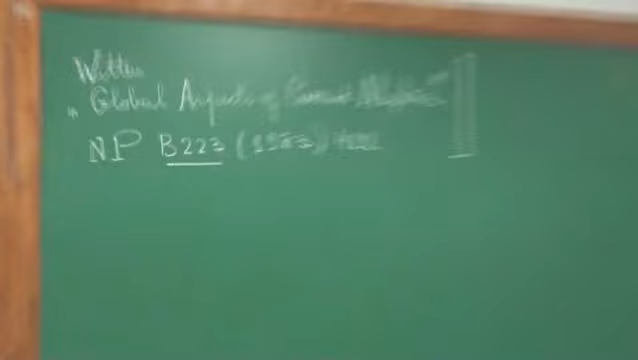 Witten
"Global Aspects of Current Algebra"
NP B223 (1983) 422